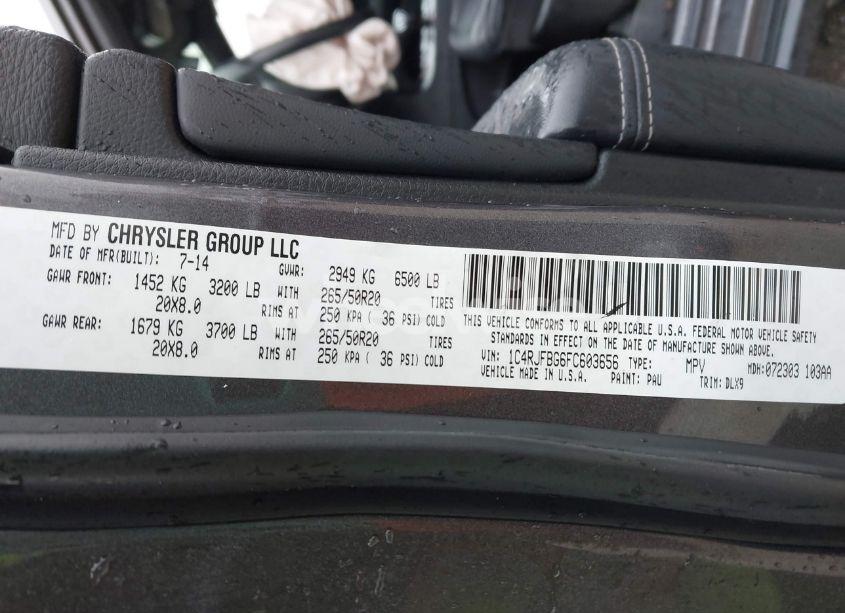 MFD BY CHRYSLER GROUP LLC
DATE OF MFR(BUILT): 7-14 GVWR: 2949 KG 6500 LB
GAWR FRONT: 1452 KG 3200 LB WITH 265/50R20 TIRES
20X8.0 RIMS AT 250 KPA ( 36 PSI) COLD
GAWR REAR: 1679 KG 3700 LB WITH 265/50R20 TIRES
20X8.0 RIMS AT 250 KPA ( 36 PSI) COLD
THIS VEHICLE CONFORMS TO ALL APPLICABLE U.S.A. FEDERAL MOTOR VEHICLE SAFETY
STANDARDS IN EFFECT ON THE DATE OF MANUFACTURE SHOWN ABOVE.
VIN: 1C4RJFBG6FC603656 TYPE: MPV MDH:072303 103AA
VEHICLE MADE IN U.S.A. PAINT: PAU TRIM: DLX9